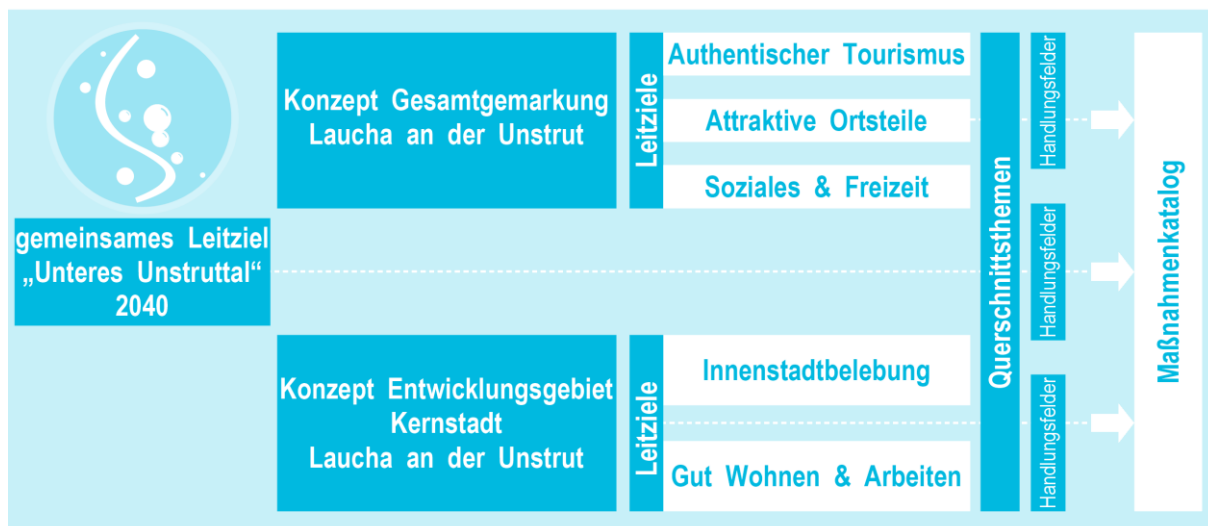 gemeinsames Leitziel
„Unteres Unstruttal“
2040
Konzept Gesamtgemarkung
Laucha an der Unstrut
Leitziele
Authentischer Tourismus
Attraktive Ortsteile
Soziales & Freizeit
Konzept Entwicklungsgebiet
Kernstadt
Laucha an der Unstrut
Leitziele
Innenstadtbelebung
Gut Wohnen & Arbeiten
Querschnittsthemen
Handlungsfelder
Handlungsfelder
Handlungsfelder
Maßnahmenkatalog